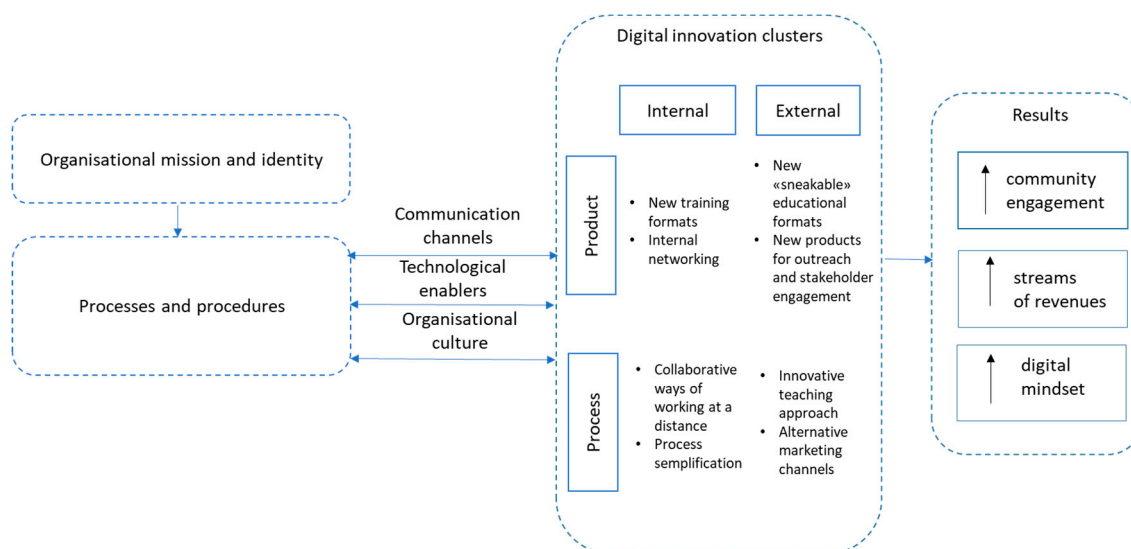 Organisational mission and identity
Processes and procedures
Communication
channels
Technological
enablers
Organisational
culture
Digital innovation clusters
Internal
External
Product
• New training
formats
• Internal
networking
• New
«sneakable»
educational
formats
• New products
for outreach
and stakeholder
engagement
Process
• Collaborative
ways of
working at a
distance
• Process
semplification
• Innovative
teaching
approach
• Alternative
marketing
channels
Results
community
engagement
streams
of revenues
digital
mindset